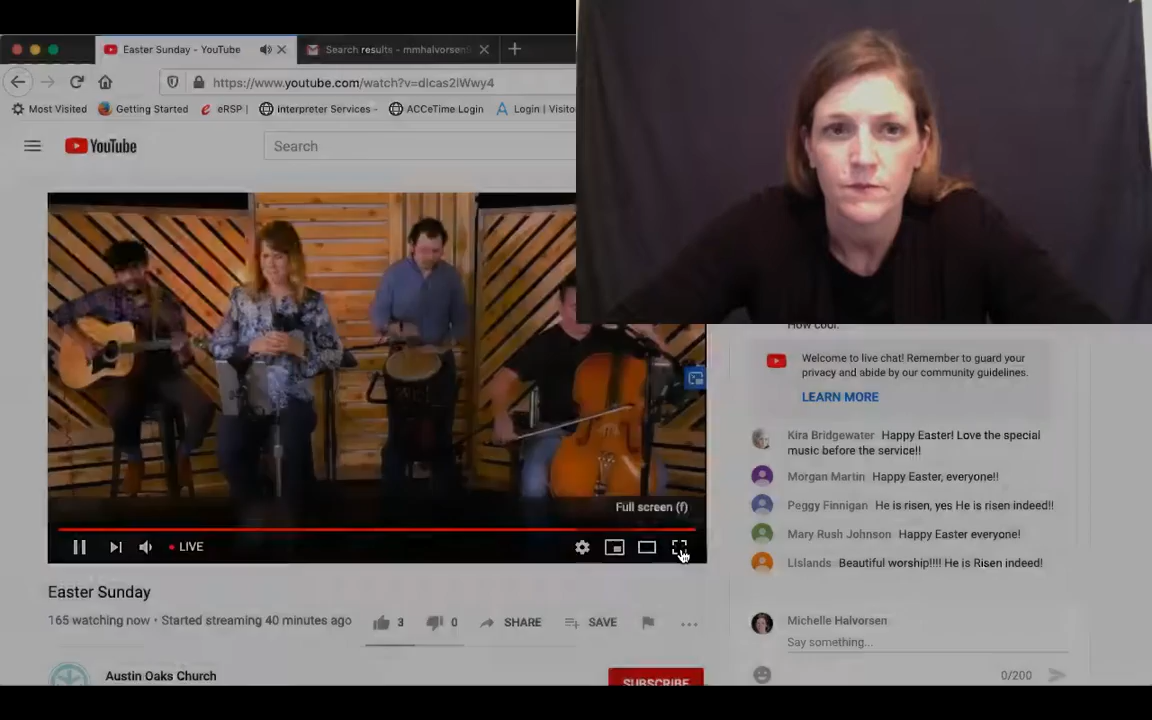 Easter Sunday - YouTube
Search results - mmhalvorsen
https://www.youtube.com/watch?v=dIcas2IWwy4
Most Visited
Getting Started
eRSP |
interpreter Services -
ACCeTime Login
Login | Visito
YouTube
Search
Full screen (f)
LIVE
Easter Sunday
165 watching now • Started streaming 40 minutes ago
3
0
SHARE
SAVE
Austin Oaks Church
SUBSCRIBE
How cool.
Welcome to live chat! Remember to guard your
privacy and abide by our community guidelines.
LEARN MORE
Kira Bridgewater Happy Easter! Love the special
music before the service!!
Morgan Martin Happy Easter, everyone!!
Peggy Finnigan He is risen, yes He is risen indeed!!
Mary Rush Johnson Happy Easter everyone!
LIslands Beautiful worship!!!! He is Risen indeed!
Michelle Halvorsen
Say something...
0/200